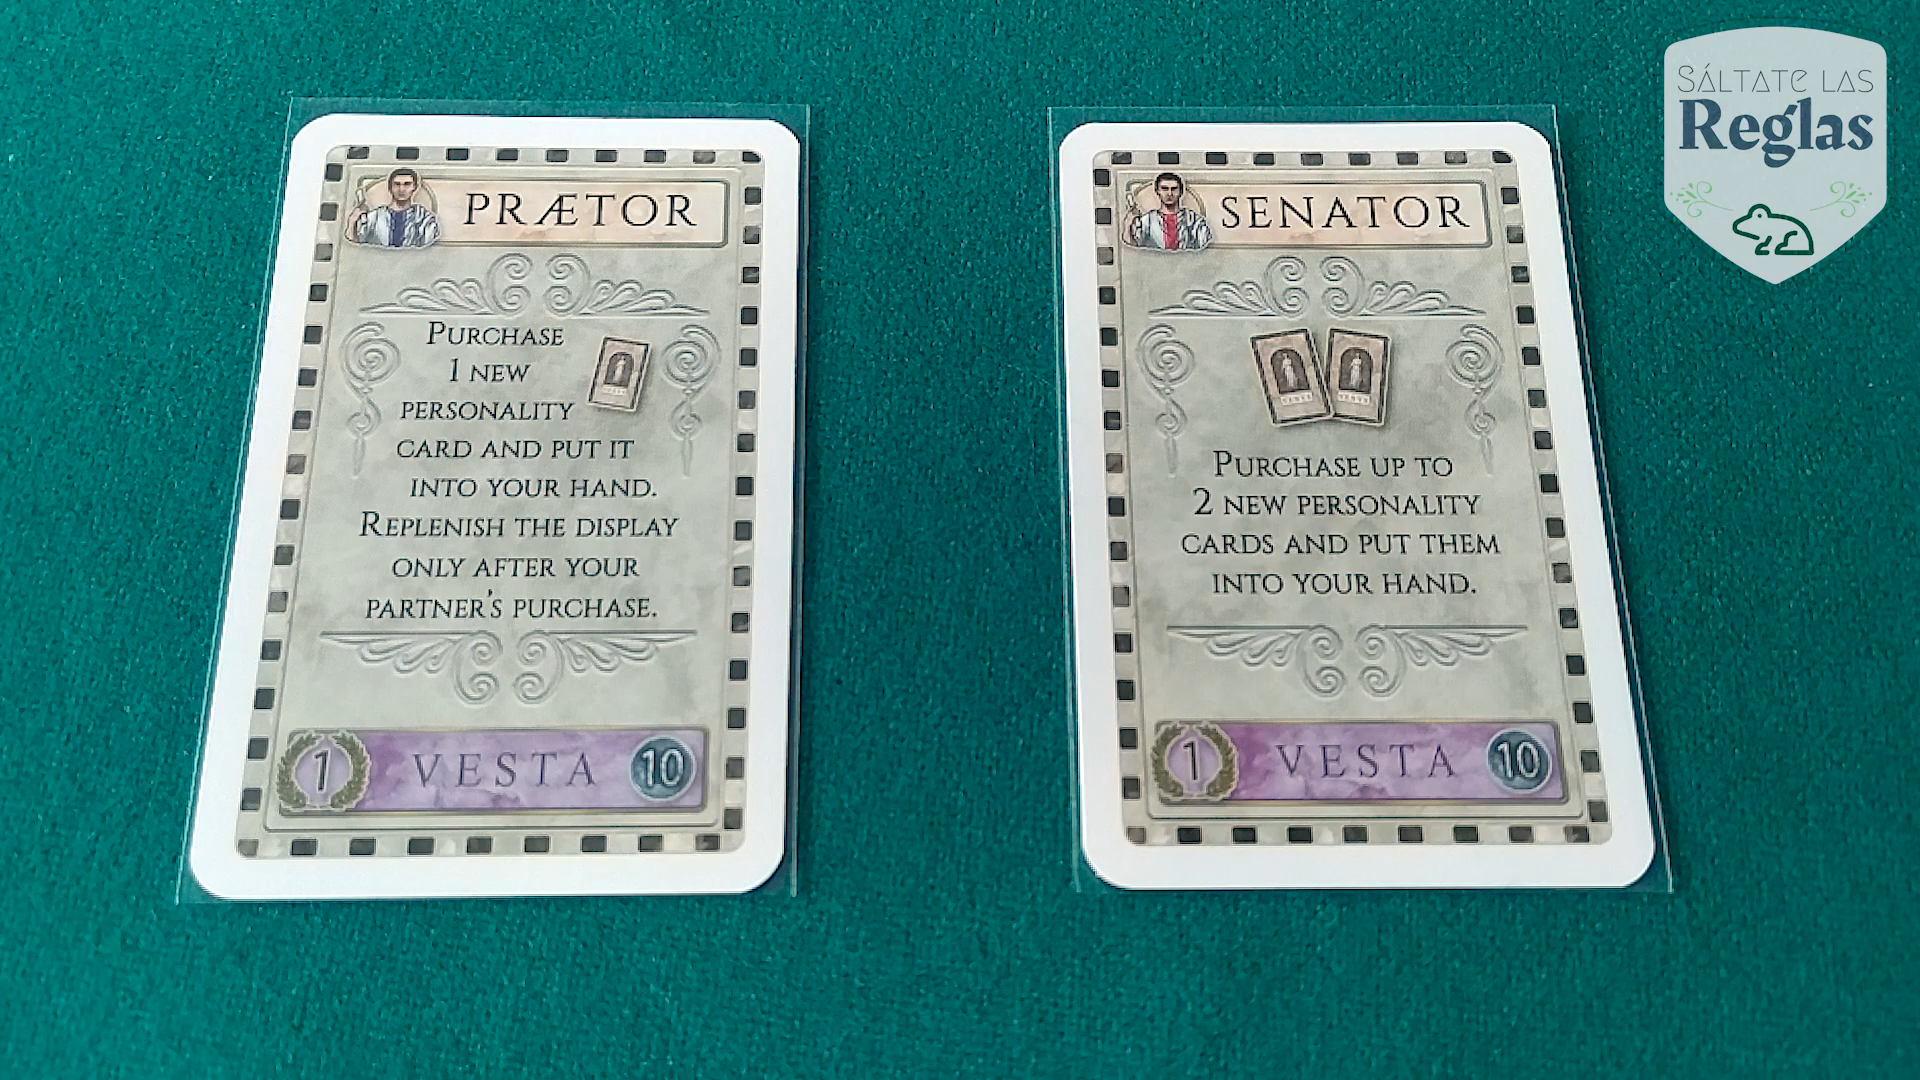 PRÆTOR
PURCHASE
1 NEW
PERSONALITY
CARD AND PUT IT
INTO YOUR HAND.
REPLENISH THE DISPLAY
ONLY AFTER YOUR
PARTNER'S PURCHASE.
1 VESTA 10
SENATOR
PURCHASE UP TO
2 NEW PERSONALITY
CARDS AND PUT THEM
INTO YOUR HAND.
1 VESTA 10
SÁLTATE LAS
Reglas